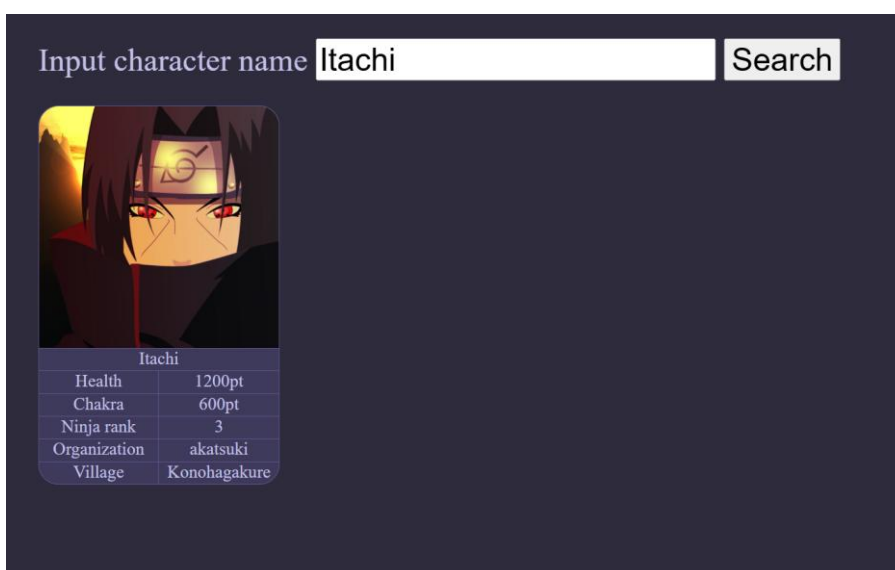 Input character name Itachi Search
Itachi
Health 1200pt
Chakra 600pt
Ninja rank 3
Organization akatsuki
Village Konohagakure